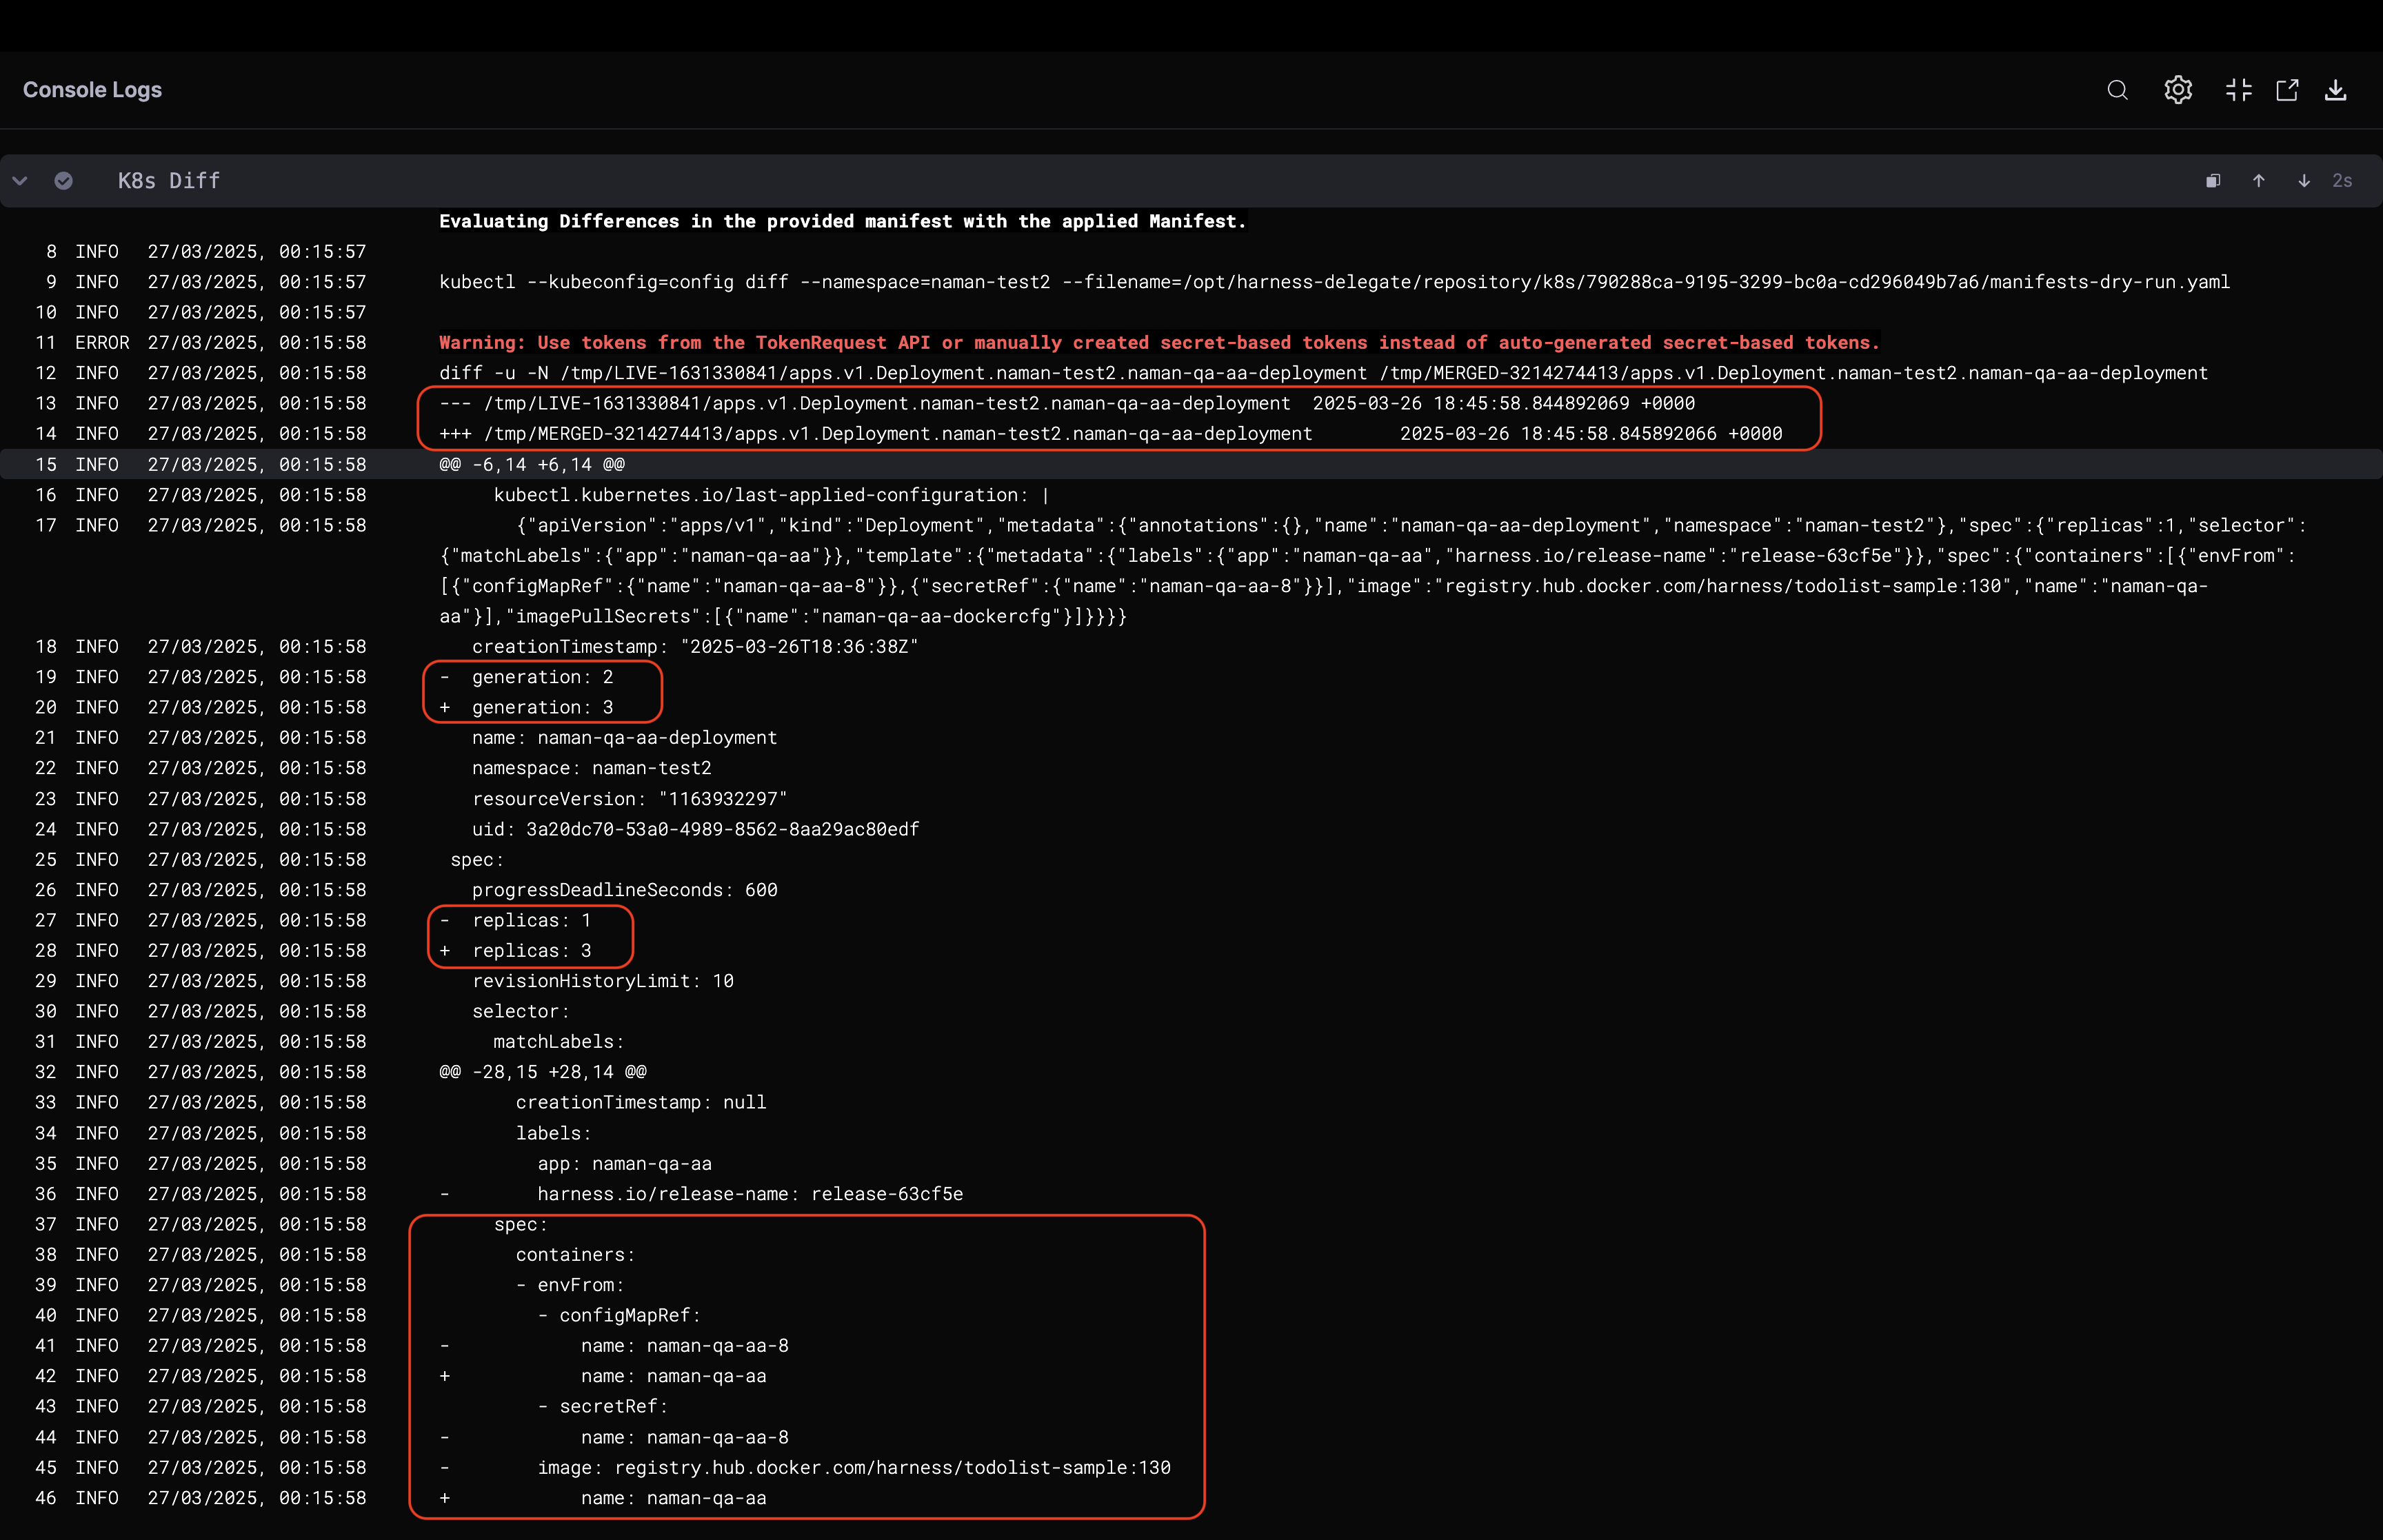 Console Logs
K8s Diff 2s
Evaluating Differences in the provided manifest with the applied Manifest.
8 INFO 27/03/2025, 00:15:57
9 INFO 27/03/2025, 00:15:57 kubectl --kubeconfig=config diff --namespace=naman-test2 --filename=/opt/harness-delegate/repository/k8s/790288ca-9195-3299-bc0a-cd296049b7a6/manifests-dry-run.yaml
10 INFO 27/03/2025, 00:15:57
11 ERROR 27/03/2025, 00:15:58 Warning: Use tokens from the TokenRequest API or manually created secret-based tokens instead of auto-generated secret-based tokens.
12 INFO 27/03/2025, 00:15:58 diff -u -N /tmp/LIVE-1631330841/apps.v1.Deployment.naman-test2.naman-qa-aa-deployment /tmp/MERGED-3214274413/apps.v1.Deployment.naman-test2.naman-qa-aa-deployment
13 INFO 27/03/2025, 00:15:58 --- /tmp/LIVE-1631330841/apps.v1.Deployment.naman-test2.naman-qa-aa-deployment 2025-03-26 18:45:58.844892069 +0000
14 INFO 27/03/2025, 00:15:58 +++ /tmp/MERGED-3214274413/apps.v1.Deployment.naman-test2.naman-qa-aa-deployment 2025-03-26 18:45:58.845892066 +0000
15 INFO 27/03/2025, 00:15:58 @@ -6,14 +6,14 @@
16 INFO 27/03/2025, 00:15:58 kubectl.kubernetes.io/last-applied-configuration: |
17 INFO 27/03/2025, 00:15:58 {"apiVersion":"apps/v1","kind":"Deployment","metadata":{"annotations":{},"name":"naman-qa-aa-deployment","namespace":"naman-test2"},"spec":{"replicas":1,"selector":
{"matchLabels":{"app":"naman-qa-aa"}},"template":{"metadata":{"labels":{"app":"naman-qa-aa","harness.io/release-name":"release-63cf5e"}},"spec":{"containers":[{"envFrom":
[{"configMapRef":{"name":"naman-qa-aa-8"}},{"secretRef":{"name":"naman-qa-aa-8"}}],"image":"registry.hub.docker.com/harness/todolist-sample:130","name":"naman-qa-
aa"}],"imagePullSecrets":[{"name":"naman-qa-aa-dockercfg"}]}}}}
18 INFO 27/03/2025, 00:15:58 creationTimestamp: "2025-03-26T18:36:38Z"
19 INFO 27/03/2025, 00:15:58 - generation: 2
20 INFO 27/03/2025, 00:15:58 + generation: 3
21 INFO 27/03/2025, 00:15:58 name: naman-qa-aa-deployment
22 INFO 27/03/2025, 00:15:58 namespace: naman-test2
23 INFO 27/03/2025, 00:15:58 resourceVersion: "1163932297"
24 INFO 27/03/2025, 00:15:58 uid: 3a20dc70-53a0-4989-8562-8aa29ac80edf
25 INFO 27/03/2025, 00:15:58 spec:
26 INFO 27/03/2025, 00:15:58 progressDeadlineSeconds: 600
27 INFO 27/03/2025, 00:15:58 - replicas: 1
28 INFO 27/03/2025, 00:15:58 + replicas: 3
29 INFO 27/03/2025, 00:15:58 revisionHistoryLimit: 10
30 INFO 27/03/2025, 00:15:58 selector:
31 INFO 27/03/2025, 00:15:58 matchLabels:
32 INFO 27/03/2025, 00:15:58 @@ -28,15 +28,14 @@
33 INFO 27/03/2025, 00:15:58 creationTimestamp: null
34 INFO 27/03/2025, 00:15:58 labels:
35 INFO 27/03/2025, 00:15:58 app: naman-qa-aa
36 INFO 27/03/2025, 00:15:58 - harness.io/release-name: release-63cf5e
37 INFO 27/03/2025, 00:15:58 spec:
38 INFO 27/03/2025, 00:15:58 containers:
39 INFO 27/03/2025, 00:15:58 - envFrom:
40 INFO 27/03/2025, 00:15:58 - configMapRef:
41 INFO 27/03/2025, 00:15:58 - name: naman-qa-aa-8
42 INFO 27/03/2025, 00:15:58 + name: naman-qa-aa
43 INFO 27/03/2025, 00:15:58 - secretRef:
44 INFO 27/03/2025, 00:15:58 - name: naman-qa-aa-8
45 INFO 27/03/2025, 00:15:58 - image: registry.hub.docker.com/harness/todolist-sample:130
46 INFO 27/03/2025, 00:15:58 + name: naman-qa-aa